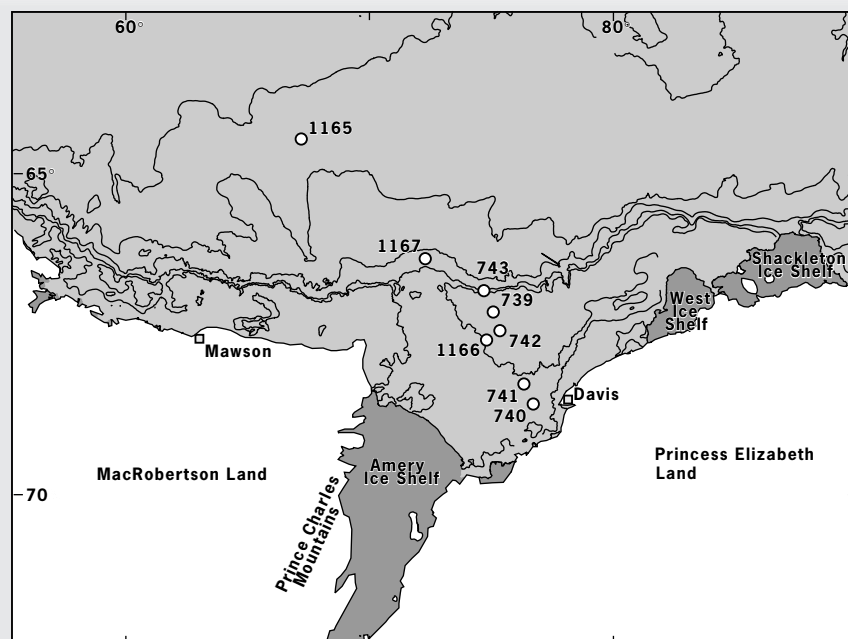 60°
80°
1165
65°
1167
743
Shackleton
Ice Shelf
739
West
Ice
Shelf
742
1166
Mawson
741
Davis
740
Princess Elizabeth
Land
MacRobertson Land
Amery
Ice Shelf
70
Prince Charles
Mountains